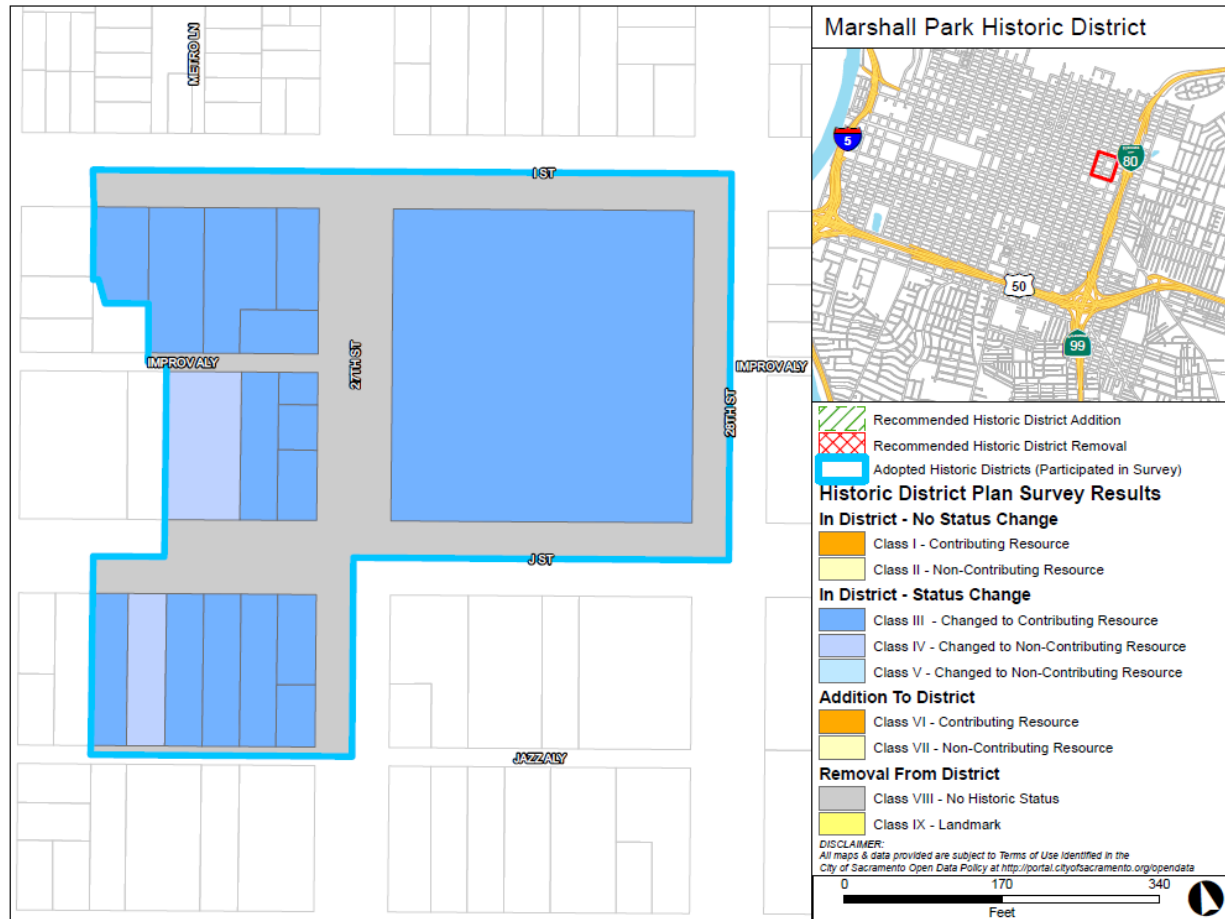 Marshall Park Historic District
METRO LN
I ST
IMPROV ALY
27TH ST
28TH ST
IMPROV ALY
J ST
JAZZ ALY
5
80
50
99
Recommended Historic District Addition
Recommended Historic District Removal
Adopted Historic Districts (Participated in Survey)
Historic District Plan Survey Results
In District - No Status Change
Class I - Contributing Resource
Class II - Non-Contributing Resource
In District - Status Change
Class III - Changed to Contributing Resource
Class IV - Changed to Non-Contributing Resource
Class V - Changed to Non-Contributing Resource
Addition To District
Class VI - Contributing Resource
Class VII - Non-Contributing Resource
Removal From District
Class VIII - No Historic Status
Class IX - Landmark
DISCLAIMER:
All maps & data provided are subject to Terms of Use identified in the
City of Sacramento Open Data Policy at http://portal.cityofsacramento.org/opendata
0 170 340
Feet